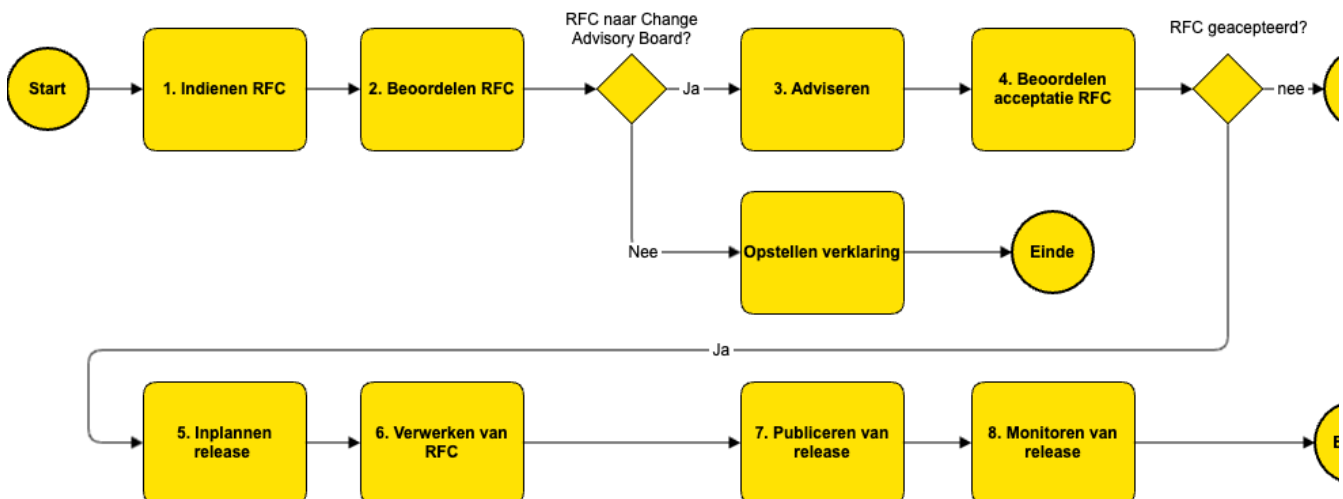 RFC naar Change
Advisory Board?
RFC geaccepteerd?
Start
1. Indienen RFC
2. Beoordelen RFC
Ja
3. Adviseren
4. Beoordelen
acceptatie RFC
nee
Nee
Opstellen verklaring
Einde
Ja
5. Inplannen
release
6. Verwerken van
RFC
7. Publiceren van
release
8. Monitoren van
release